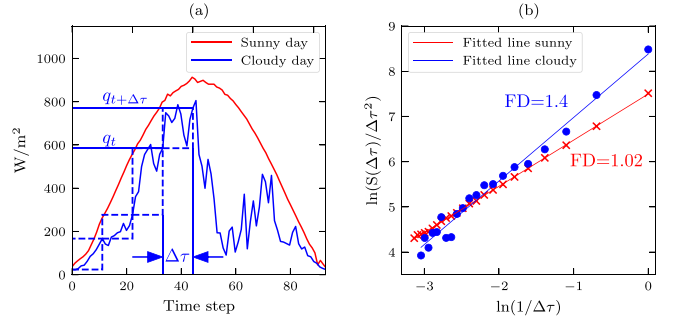 (a)
Sunny day
Cloudy day
q_{t+Δτ}
q_t
Δτ
W/m²
1000
800
600
400
200
0
0
20
40
60
80
Time step
(b)
Fitted line sunny
Fitted line cloudy
FD=1.4
FD=1.02
ln(S(Δτ)/Δτ²)
9
8
7
6
5
4
−3
−2
−1
0
ln(1/Δτ)